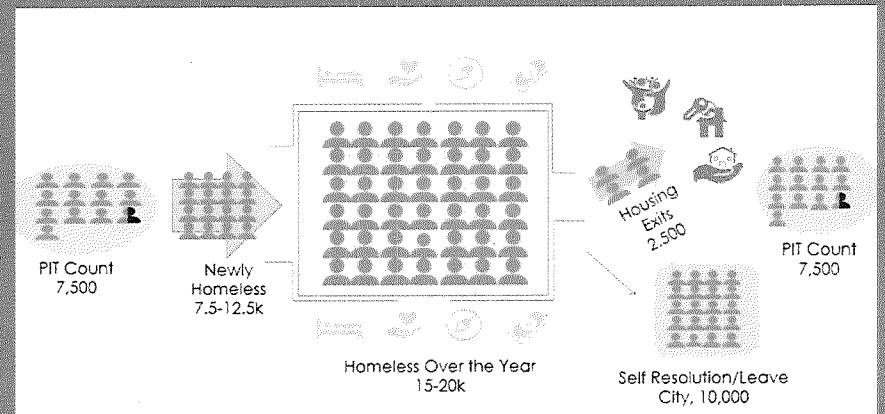 PIT Count
7,500
Newly
Homeless
7.5-12.5k
Homeless Over the Year
15-20k
Housing
Exits
2,500
Self Resolution/Leave
City, 10,000
PIT Count
7,500